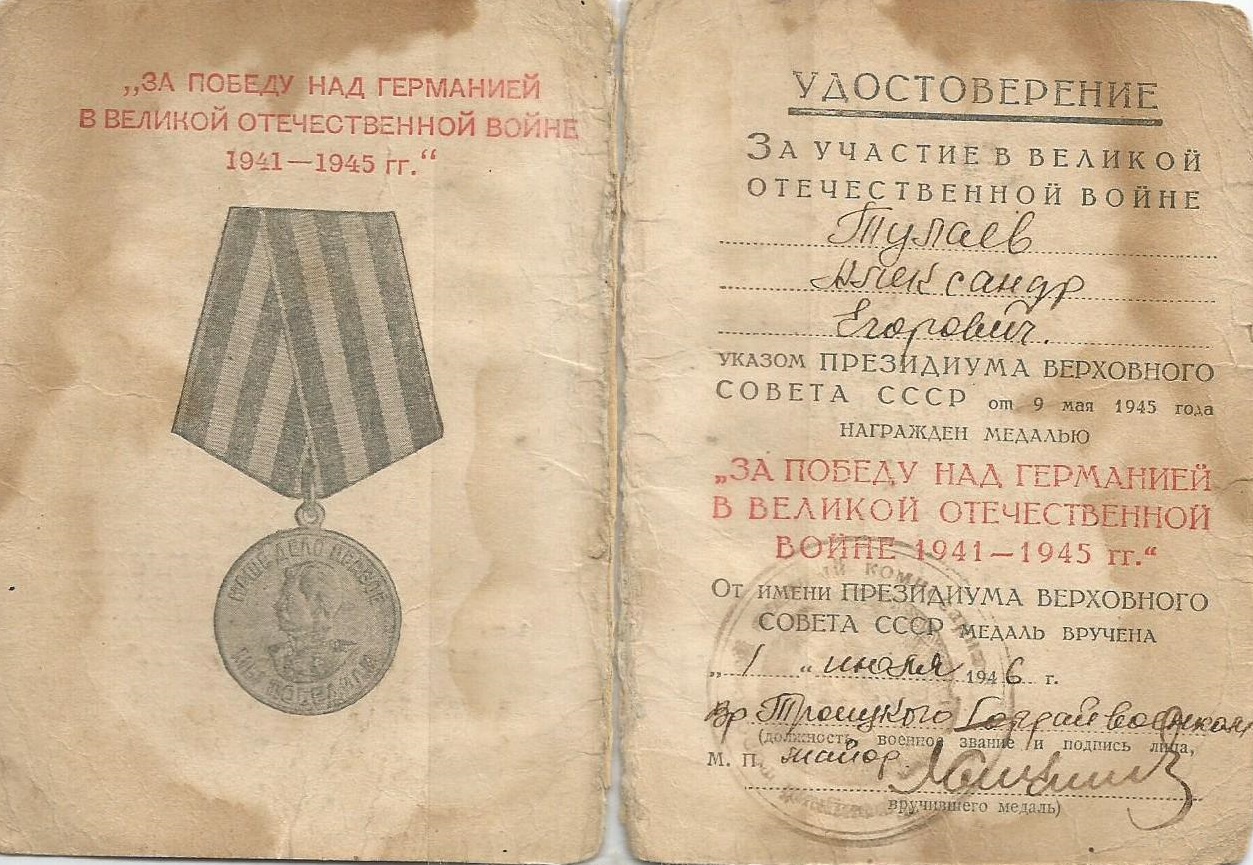 „ЗА ПОБЕДУ НАД ГЕРМАНИЕЙ
В ВЕЛИКОЙ ОТЕЧЕСТВЕННОЙ ВОЙНЕ
1941—1945 гг.“
НАШЕ ДЕЛО ПРАВОЕ
МЫ ПОБЕДИЛИ
УДОСТОВЕРЕНИЕ
ЗА УЧАСТИЕ В ВЕЛИКОЙ
ОТЕЧЕСТВЕННОЙ ВОЙНЕ
Тулаев
Александр
Егорович.
УКАЗОМ ПРЕЗИДИУМА ВЕРХОВНОГО
СОВЕТА СССР от 9 мая 1945 года
НАГРАЖДЕН МЕДАЛЬЮ
„ЗА ПОБЕДУ НАД ГЕРМАНИЕЙ
В ВЕЛИКОЙ ОТЕЧЕСТВЕННОЙ
ВОЙНЕ 1941—1945 гг.“
ОТ ИМЕНИ ПРЕЗИДИУМА ВЕРХОВНОГО
СОВЕТА СССР МЕДАЛЬ ВРУЧЕНА
„1“ июля 1946 г.
Вр Троицкого
(должность, военное звание и подпись лица,
М. П. майор
вручившего медаль)